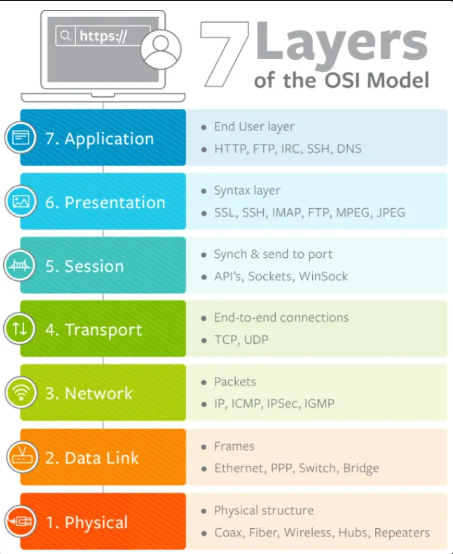 https://
7 Layers
of the OSI Model
7. Application
• End User layer
• HTTP, FTP, IRC, SSH, DNS
6. Presentation
• Syntax layer
• SSL, SSH, IMAP, FTP, MPEG, JPEG
5. Session
• Synch & send to port
• API's, Sockets, WinSock
4. Transport
• End-to-end connections
• TCP, UDP
3. Network
• Packets
• IP, ICMP, IPSec, IGMP
2. Data Link
• Frames
• Ethernet, PPP, Switch, Bridge
1. Physical
• Physical structure
• Coax, Fiber, Wireless, Hubs, Repeaters